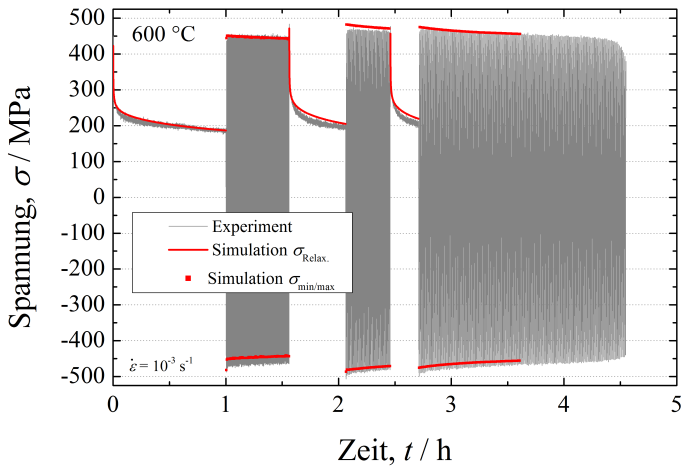 600 °C
500
400
300
200
100
0
-100
-200
-300
-400
-500
Spannung, σ / MPa
Experiment
Simulation σRelax.
Simulation σmin/max
ε̇ = 10⁻³ s⁻¹
0 1 2 3 4 5
Zeit, t / h